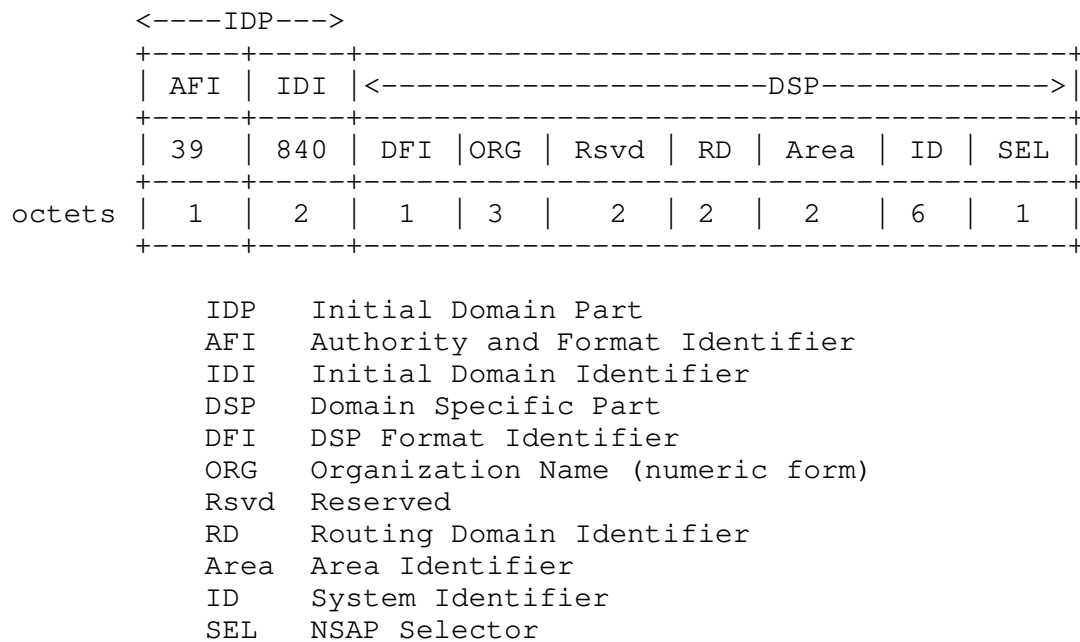 <----IDP--->
+-----+-----+----------------------------------------+
| AFI | IDI |<----------------------DSP------------->|
+-----+-----+----------------------------------------+
| 39 | 840 | DFI |ORG | Rsvd | RD | Area | ID | SEL |
+-----+-----+----------------------------------------+
octets | 1 | 2 | 1 | 3 | 2 | 2 | 2 | 6 | 1 |
+-----+-----+----------------------------------------+
IDP Initial Domain Part
AFI Authority and Format Identifier
IDI Initial Domain Identifier
DSP Domain Specific Part
DFI DSP Format Identifier
ORG Organization Name (numeric form)
Rsvd Reserved
RD Routing Domain Identifier
Area Area Identifier
ID System Identifier
SEL NSAP Selector